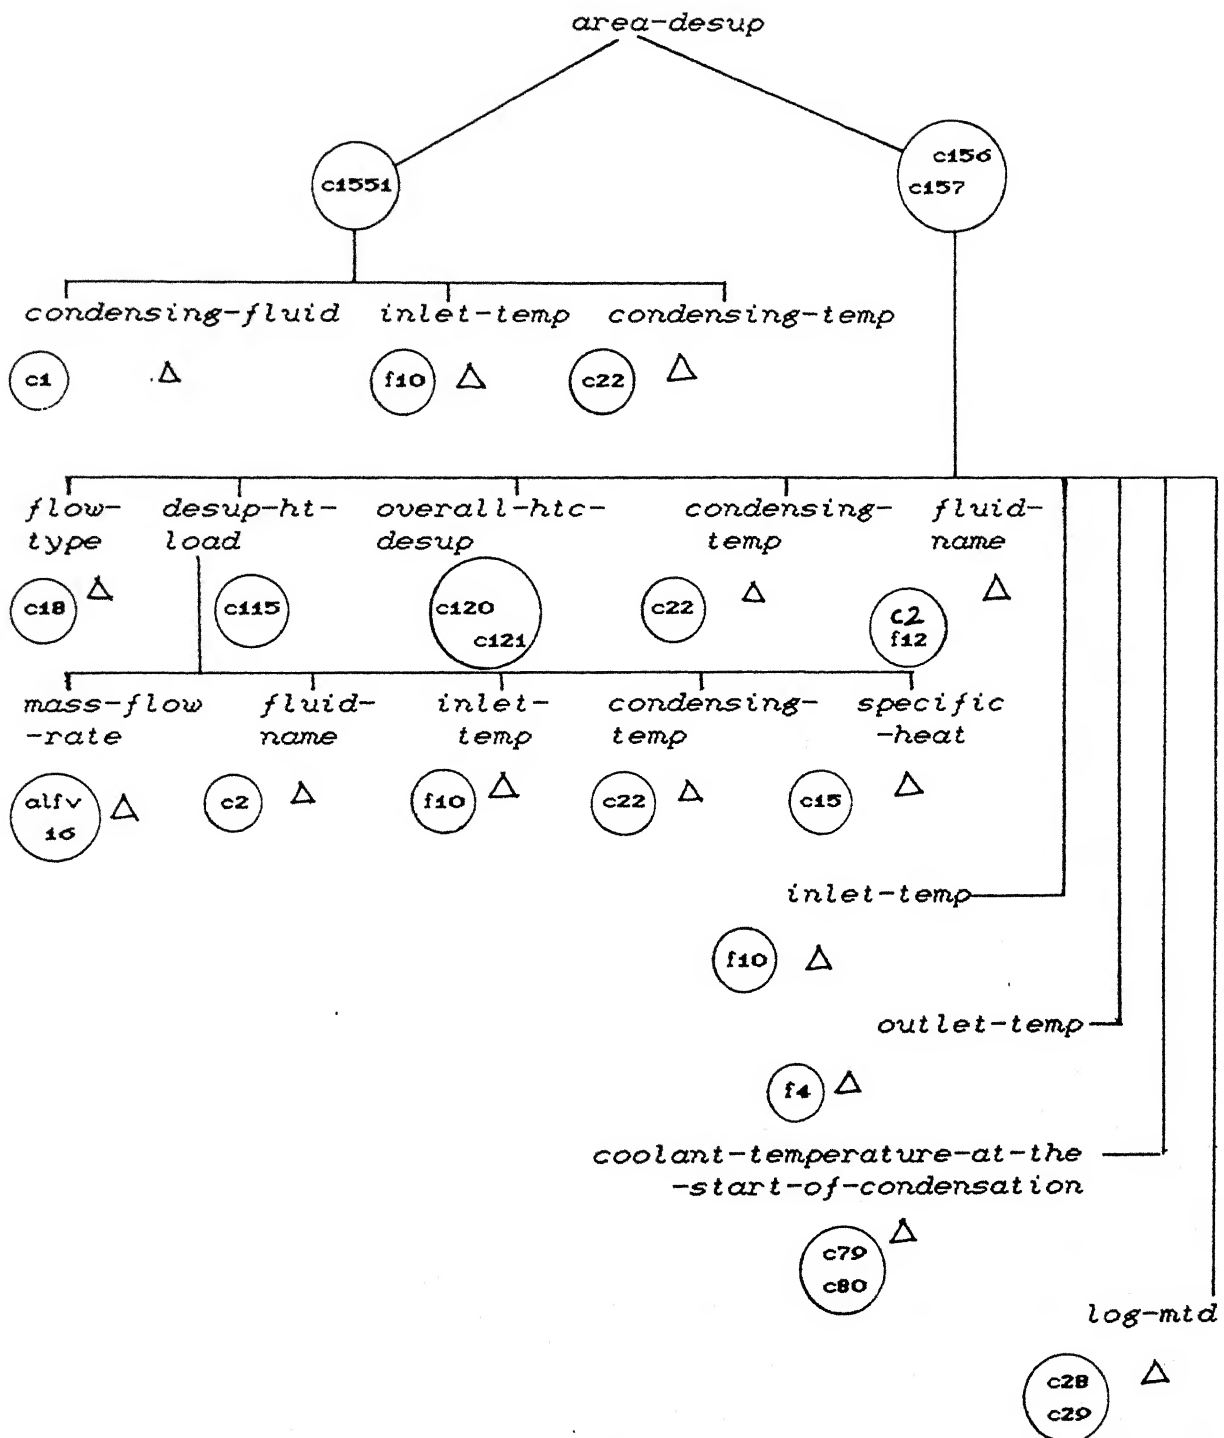 area-desup
c1551
c156
c157
condensing-fluid inlet-temp condensing-temp
c1 Δ f10 Δ c22 Δ
flow- desup-ht- overall-htc- condensing- fluid-
type load desup temp name
c18 Δ c115 c120 c22 Δ c2 Δ
c121 f12
mass-flow fluid- inlet- condensing- specific
-rate name temp temp -heat
alfv Δ c2 Δ f10 Δ c22 Δ c15 Δ
16
inlet-temp
f10 Δ
outlet-temp
f4 Δ
coolant-temperature-at-the
-start-of-condensation
c79 Δ
c80
log-mtd
c28 Δ
c29